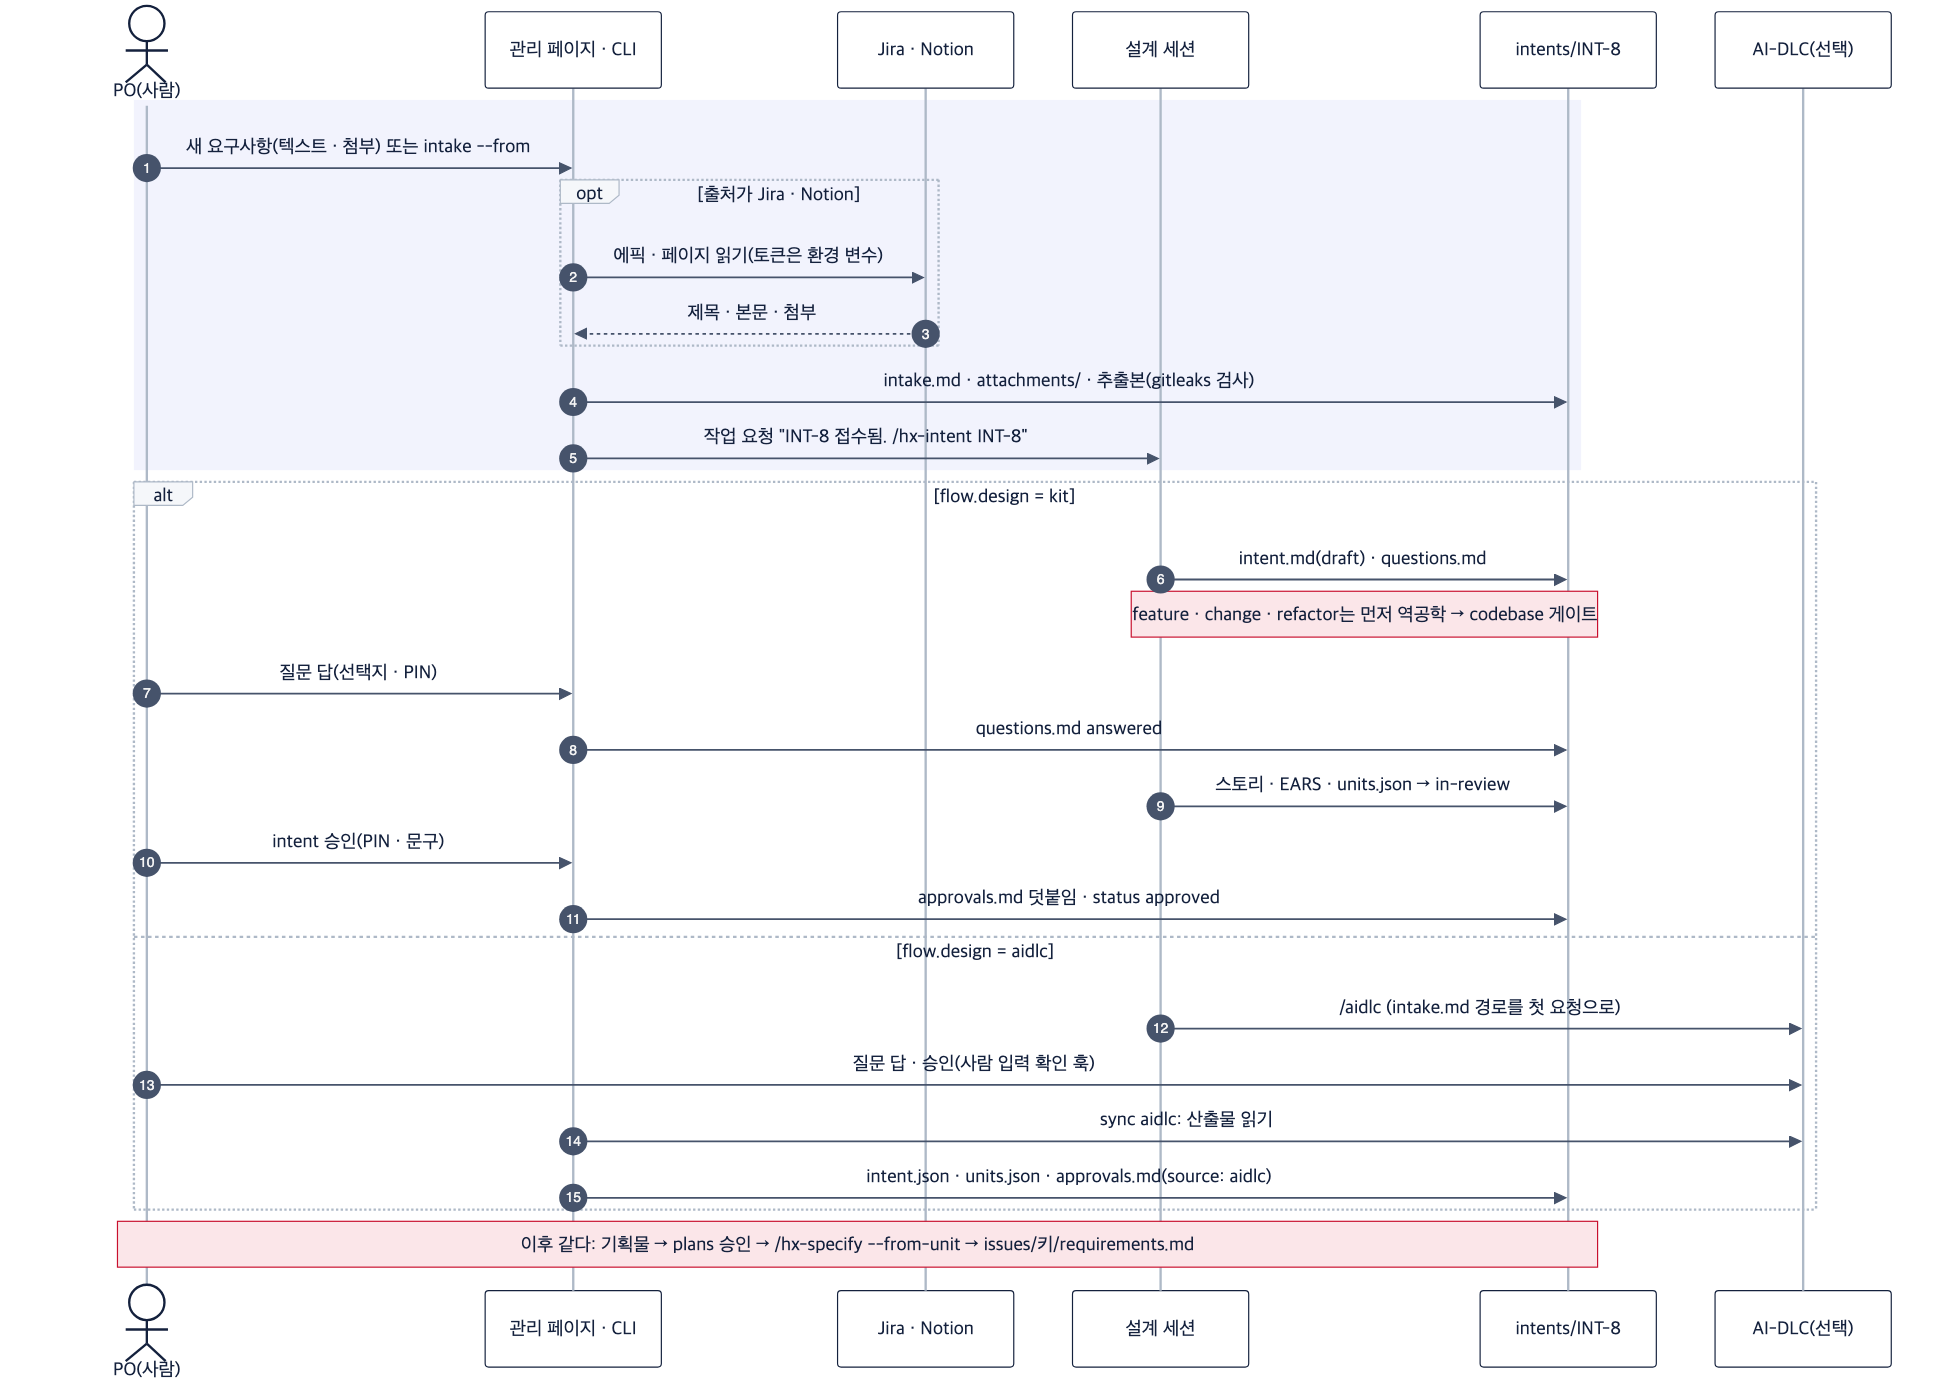 PO(사람)
관리 페이지 · CLI
Jira · Notion
설계 세션
intents/INT-8
AI-DLC(선택)
새 요구사항(텍스트 · 첨부) 또는 intake --from
1
opt
[출처가 Jira · Notion]
에픽 · 페이지 읽기(토큰은 환경 변수)
2
제목 · 본문 · 첨부
3
intake.md · attachments/ · 추출본(gitleaks 검사)
4
작업 요청 "INT-8 접수됨. /hx-intent INT-8"
5
alt
[flow.design = kit]
intent.md(draft) · questions.md
6
feature · change · refactor는 먼저 역공학 → codebase 게이트
질문 답(선택지 · PIN)
7
questions.md answered
8
스토리 · EARS · units.json → in-review
9
intent 승인(PIN · 문구)
10
approvals.md 덧붙임 · status approved
11
[flow.design = aidlc]
/aidlc (intake.md 경로를 첫 요청으로)
12
질문 답 · 승인(사람 입력 확인 훅)
13
sync aidlc: 산출물 읽기
14
intent.json · units.json · approvals.md(source: aidlc)
15
이후 같다: 기획물 → plans 승인 → /hx-specify --from-unit → issues/키/requirements.md
PO(사람)
관리 페이지 · CLI
Jira · Notion
설계 세션
intents/INT-8
AI-DLC(선택)